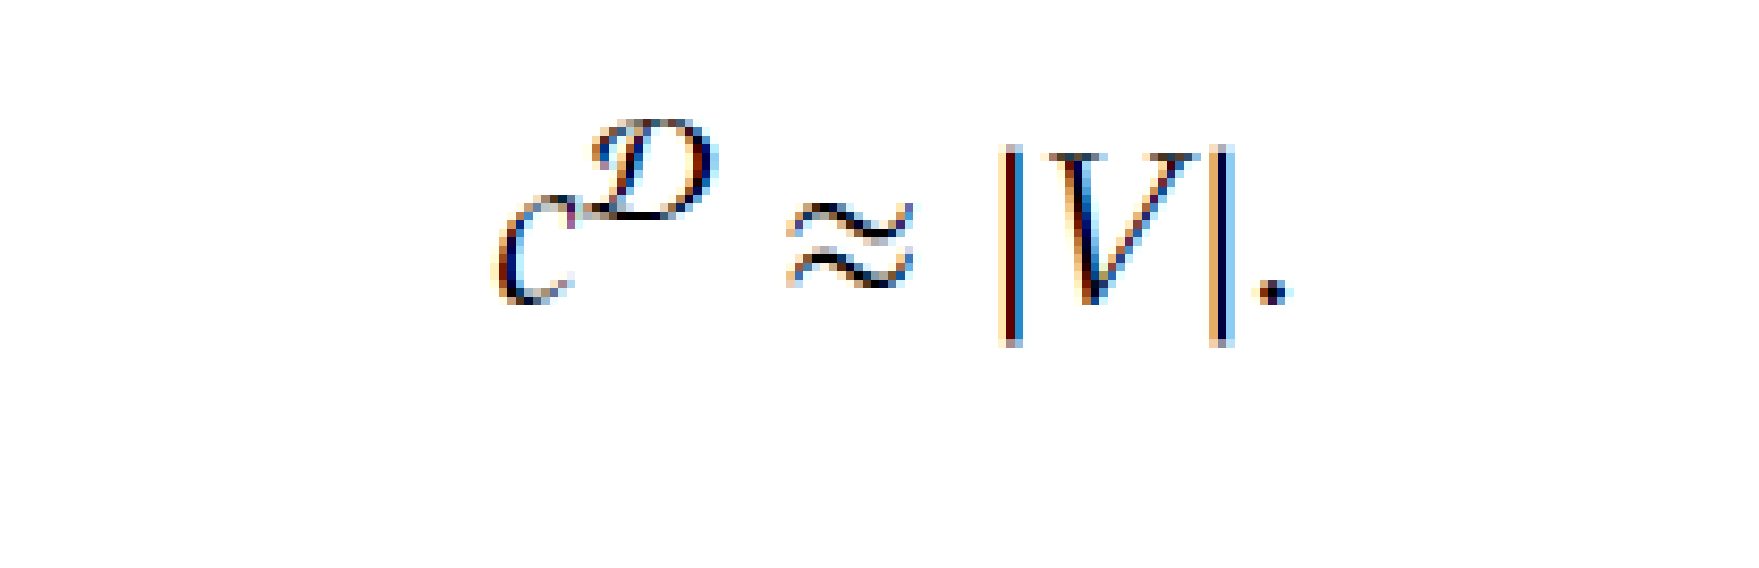 c^𝒟 ≈ |V|.